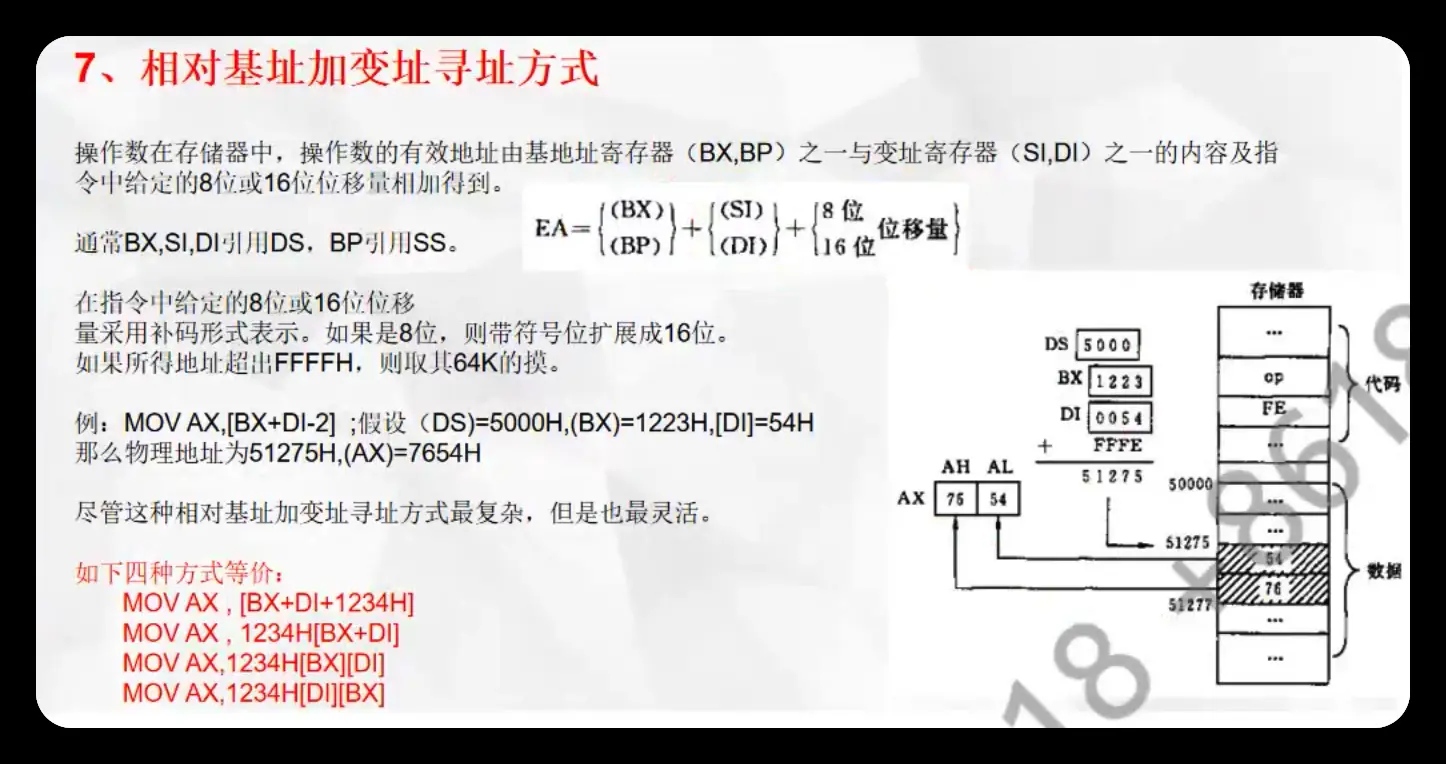 7、相对基址加变址寻址方式
操作数在存储器中，操作数的有效地址由基地址寄存器（BX,BP）之一与变址寄存器（SI,DI）之一的内容及指
令中给定的8位或16位位移量相加得到。
EA={(BX) (BP)}+{(SI) (DI)}+{8 位 16 位 位移量}
通常BX,SI,DI引用DS，BP引用SS。
在指令中给定的8位或16位位移
量采用补码形式表示。如果是8位，则带符号位扩展成16位。
如果所得地址超出FFFFH，则取其64K的摸。
例：MOV AX,[BX+DI-2] ;假设（DS)=5000H,(BX)=1223H,[DI]=54H
那么物理地址为51275H,(AX)=7654H
尽管这种相对基址加变址寻址方式最复杂，但是也最灵活。
如下四种方式等价：
MOV AX , [BX+DI+1234H]
MOV AX , 1234H[BX+DI]
MOV AX,1234H[BX][DI]
MOV AX,1234H[DI][BX]
存储器
...
DS 5000
BX 1223
op
代码
DI 0054
FE
+ FFFE
...
51275
AH AL
AX 76 54
50000
...
...
51275
54
数据
76
51277
...
...
+8618
18